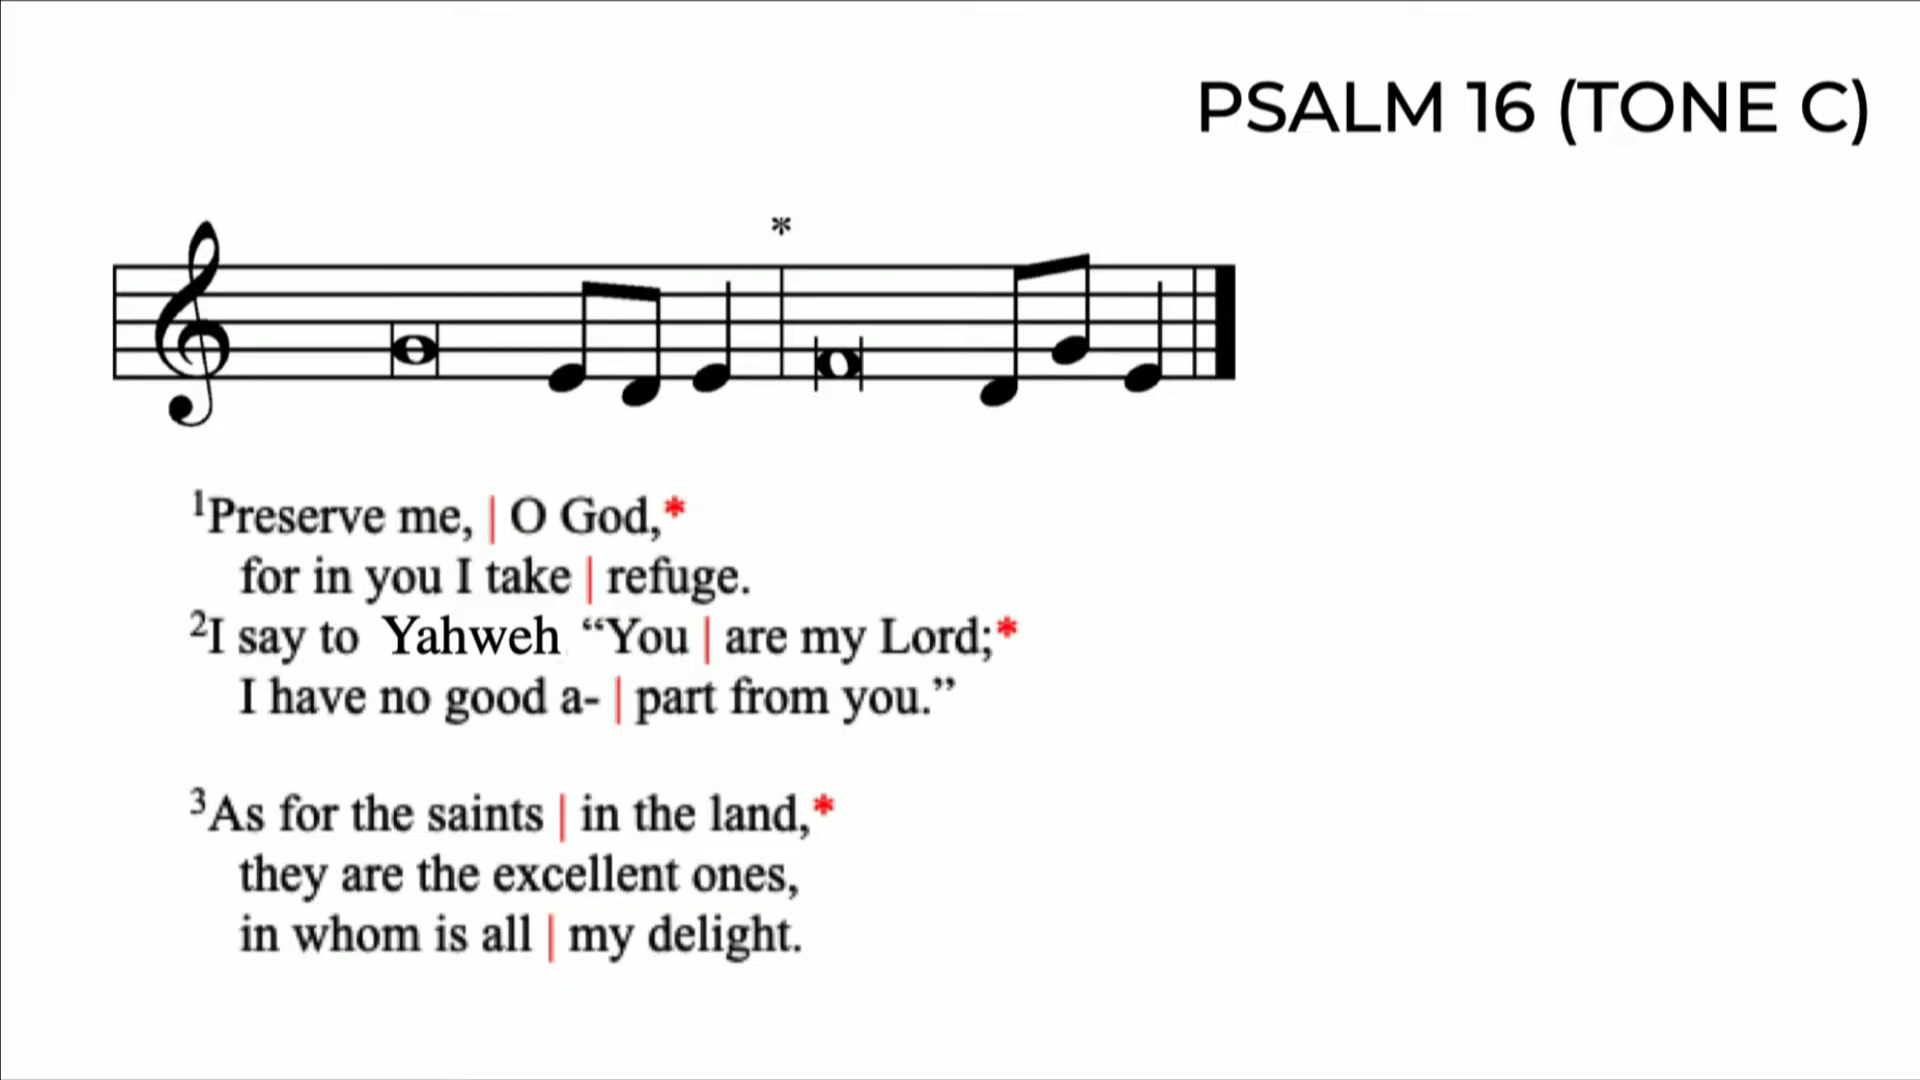 PSALM 16 (TONE C)
*
¹Preserve me, | O God,*
for in you I take | refuge.
²I say to Yahweh “You | are my Lord;*
I have no good a- | part from you.”
³As for the saints | in the land,*
they are the excellent ones,
in whom is all | my delight.